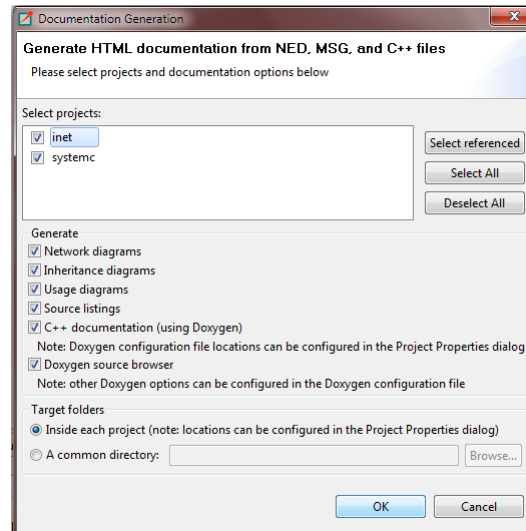 Documentation Generation
Generate HTML documentation from NED, MSG, and C++ files
Please select projects and documentation options below
Select projects:
inet
systemc
Select referenced
Select All
Deselect All
Generate
Network diagrams
Inheritance diagrams
Usage diagrams
Source listings
C++ documentation (using Doxygen)
Note: Doxygen configuration file locations can be configured in the Project Properties dialog
Doxygen source browser
Note: other Doxygen options can be configured in the Doxygen configuration file
Target folders
Inside each project (note: locations can be configured in the Project Properties dialog)
A common directory:
Browse...
OK
Cancel